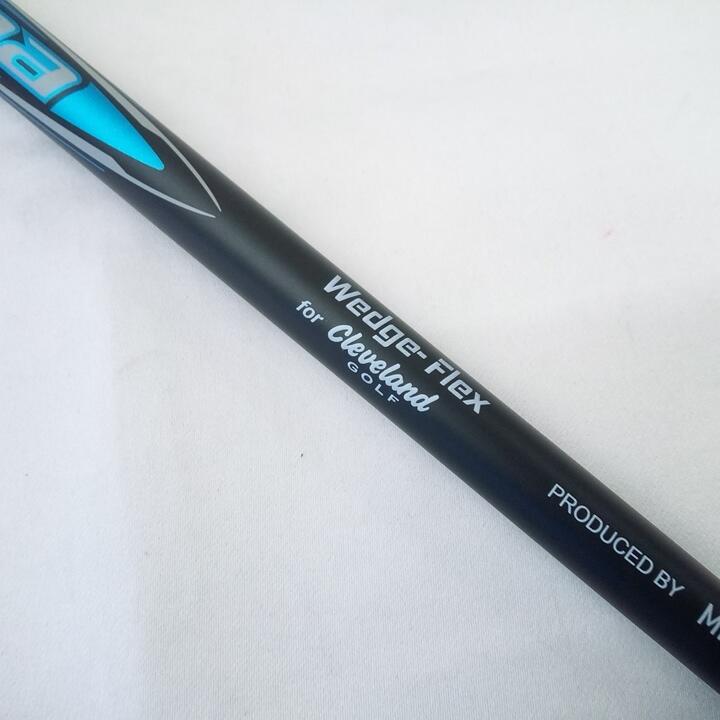 Wedge-Flex
for Cleveland
GOLF
PRODUCED BY